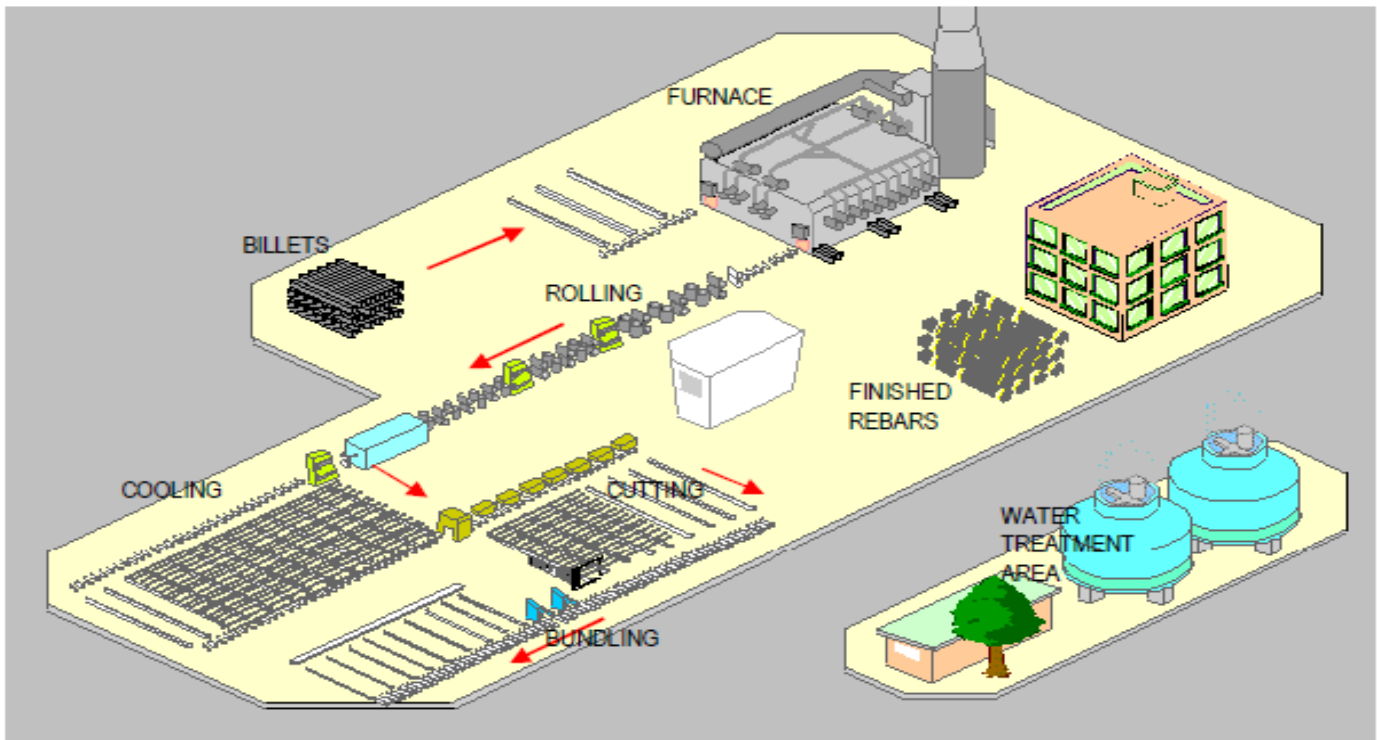 FURNACE
BILLETS
ROLLING
FINISHED
REBARS
COOLING
CUTTING
WATER
TREATMENT
AREA
BUNDLING